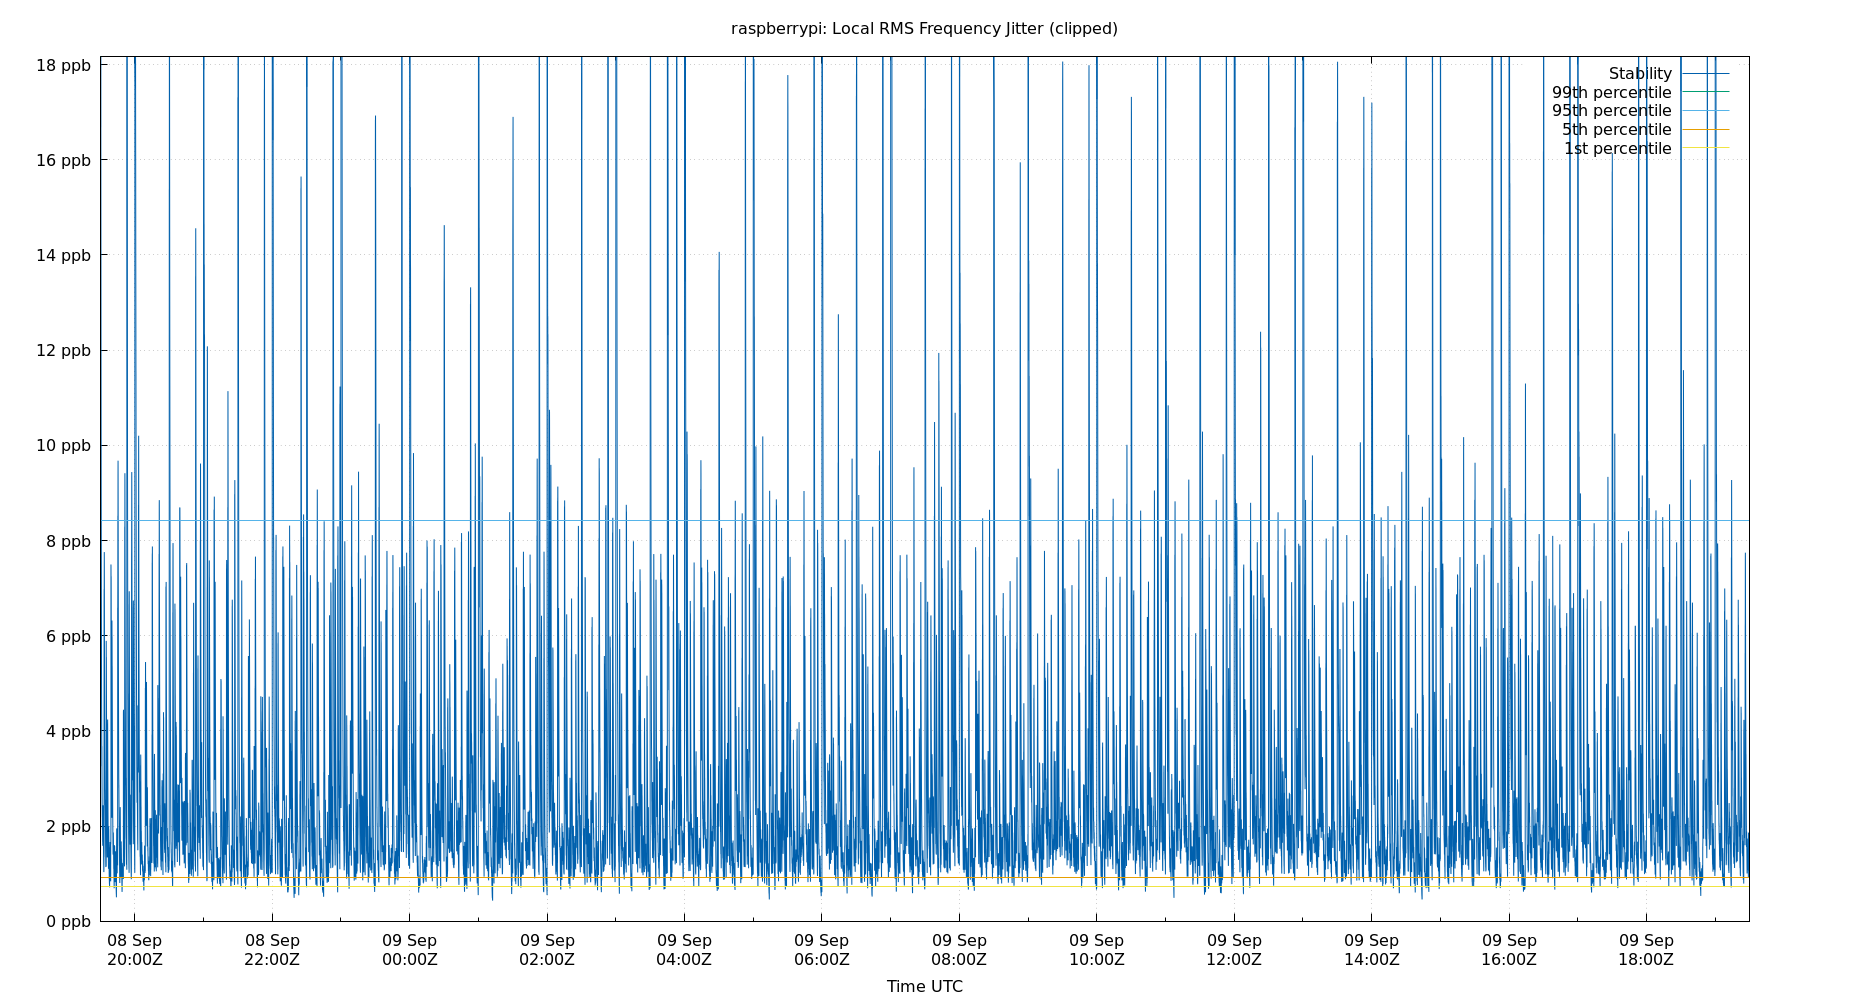 raspberrypi: Local RMS Frequency Jitter (clipped)
18 ppb
16 ppb
14 ppb
12 ppb
10 ppb
8 ppb
6 ppb
4 ppb
2 ppb
0 ppb
Stability
99th percentile
95th percentile
5th percentile
1st percentile
08 Sep 08 Sep 09 Sep 09 Sep 09 Sep 09 Sep 09 Sep 09 Sep 09 Sep 09 Sep 09 Sep 09 Sep
20:00Z 22:00Z 00:00Z 02:00Z 04:00Z 06:00Z 08:00Z 10:00Z 12:00Z 14:00Z 16:00Z 18:00Z
Time UTC